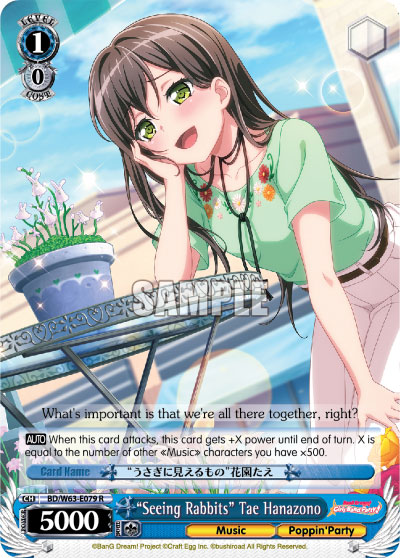 LEVEL
1
0
COST
SAMPLE
What's important is that we're all there together, right?
AUTO When this card attacks, this card gets +X power until end of turn. X is
equal to the number of other «Music» characters you have ×500.
Card Name “うさぎに見えるもの”花園たえ
CH BD/W63-E079 R
5000
“Seeing Rabbits” Tae Hanazono
Girls Band Party!
Music Poppin'Party
©BanG Dream! Project ©Craft Egg Inc. ©bushiroad All Rights Reserved.